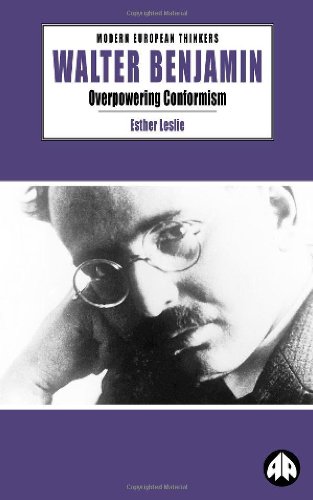 MODERN EUROPEAN THINKERS
WALTER BENJAMIN
Overpowering Conformism
Esther Leslie